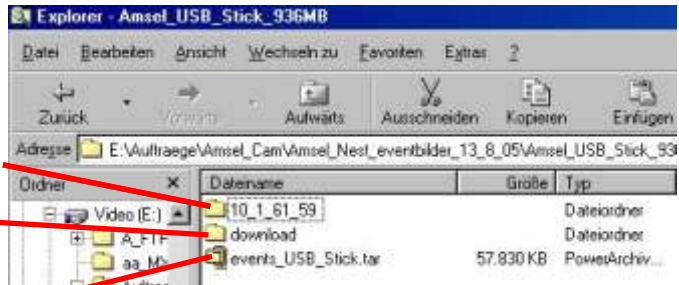 Explorer - Amsel_USB_Stick_936MB
Datei Bearbeiten Ansicht Wechseln zu Favoriten Extras ?
Zurück Vorwärts Aufwärts Ausschneiden Kopieren Einfügen
Adresse E:\Auftraege\Amsel_Cam\Amsel_Nest_eventbilder_13_8_05\Amsel_USB_Stick_93
Ordner Dateiname Größe Typ
Video (E:) 10_1_61_59 Dateiordner
download Dateiordner
events_USB_Stick.tar 57.830 KB PowerArchiv...